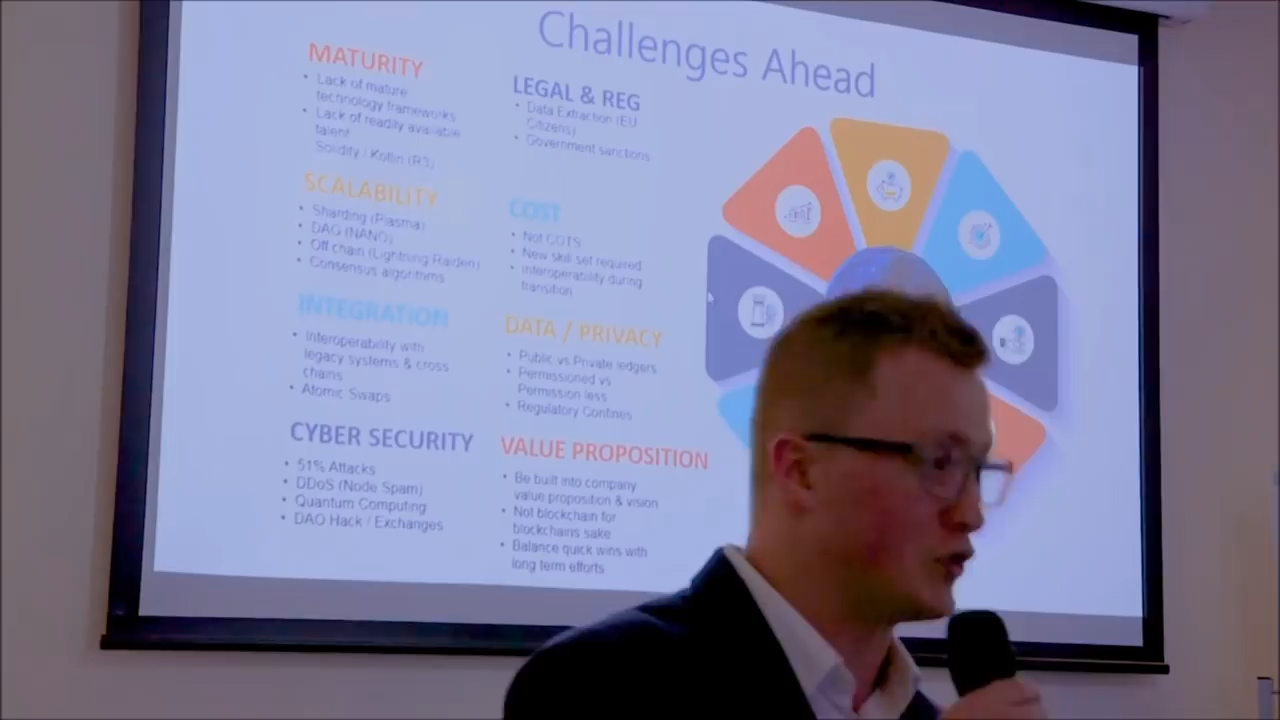 Challenges Ahead
MATURITY
• Lack of mature
technology frameworks
• Lack of readily available
talent
Solidity / Kotlin (R3)
SCALABILITY
• Sharding (Plasma)
• DAG (NANO)
• Off chain (Lightning Raiden)
• Consensus algorithms
INTEGRATION
• Interoperability with
legacy systems & cross
chains
• Atomic Swaps
CYBER SECURITY
• 51% Attacks
• DDoS (Node Spam)
• Quantum Computing
• DAO Hack / Exchanges
LEGAL & REG
• Data Extraction (EU
Citizens)
• Government sanctions
COST
• Not COTS
• New skill set required
• Interoperability during
transition
DATA / PRIVACY
• Public vs Private ledgers
• Permissioned vs
Permission less
• Regulatory Confines
VALUE PROPOSITION
• Be built into company
value proposition & vision
• Not blockchain for
blockchains sake
• Balance quick wins with
long term efforts